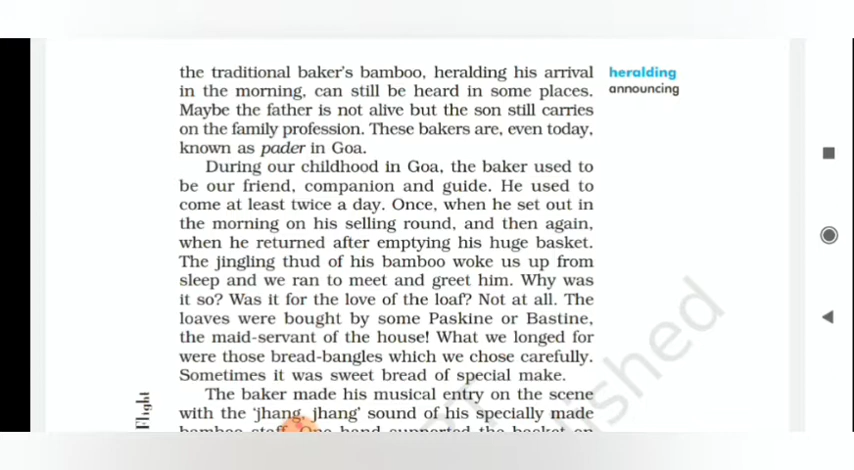 the traditional baker's bamboo, heralding his arrival
in the morning, can still be heard in some places.
Maybe the father is not alive but the son still carries
on the family profession. These bakers are, even today,
known as pader in Goa.
During our childhood in Goa, the baker used to
be our friend, companion and guide. He used to
come at least twice a day. Once, when he set out in
the morning on his selling round, and then again,
when he returned after emptying his huge basket.
The jingling thud of his bamboo woke us up from
sleep and we ran to meet and greet him. Why was
it so? Was it for the love of the loaf? Not at all. The
loaves were bought by some Paskine or Bastine,
the maid-servant of the house! What we longed for
were those bread-bangles which we chose carefully.
Sometimes it was sweet bread of special make.
The baker made his musical entry on the scene
with the ‘jhang, jhang’ sound of his specially made
bamboo staff. One hand supported the basket on
heralding
announcing
Flight
shed